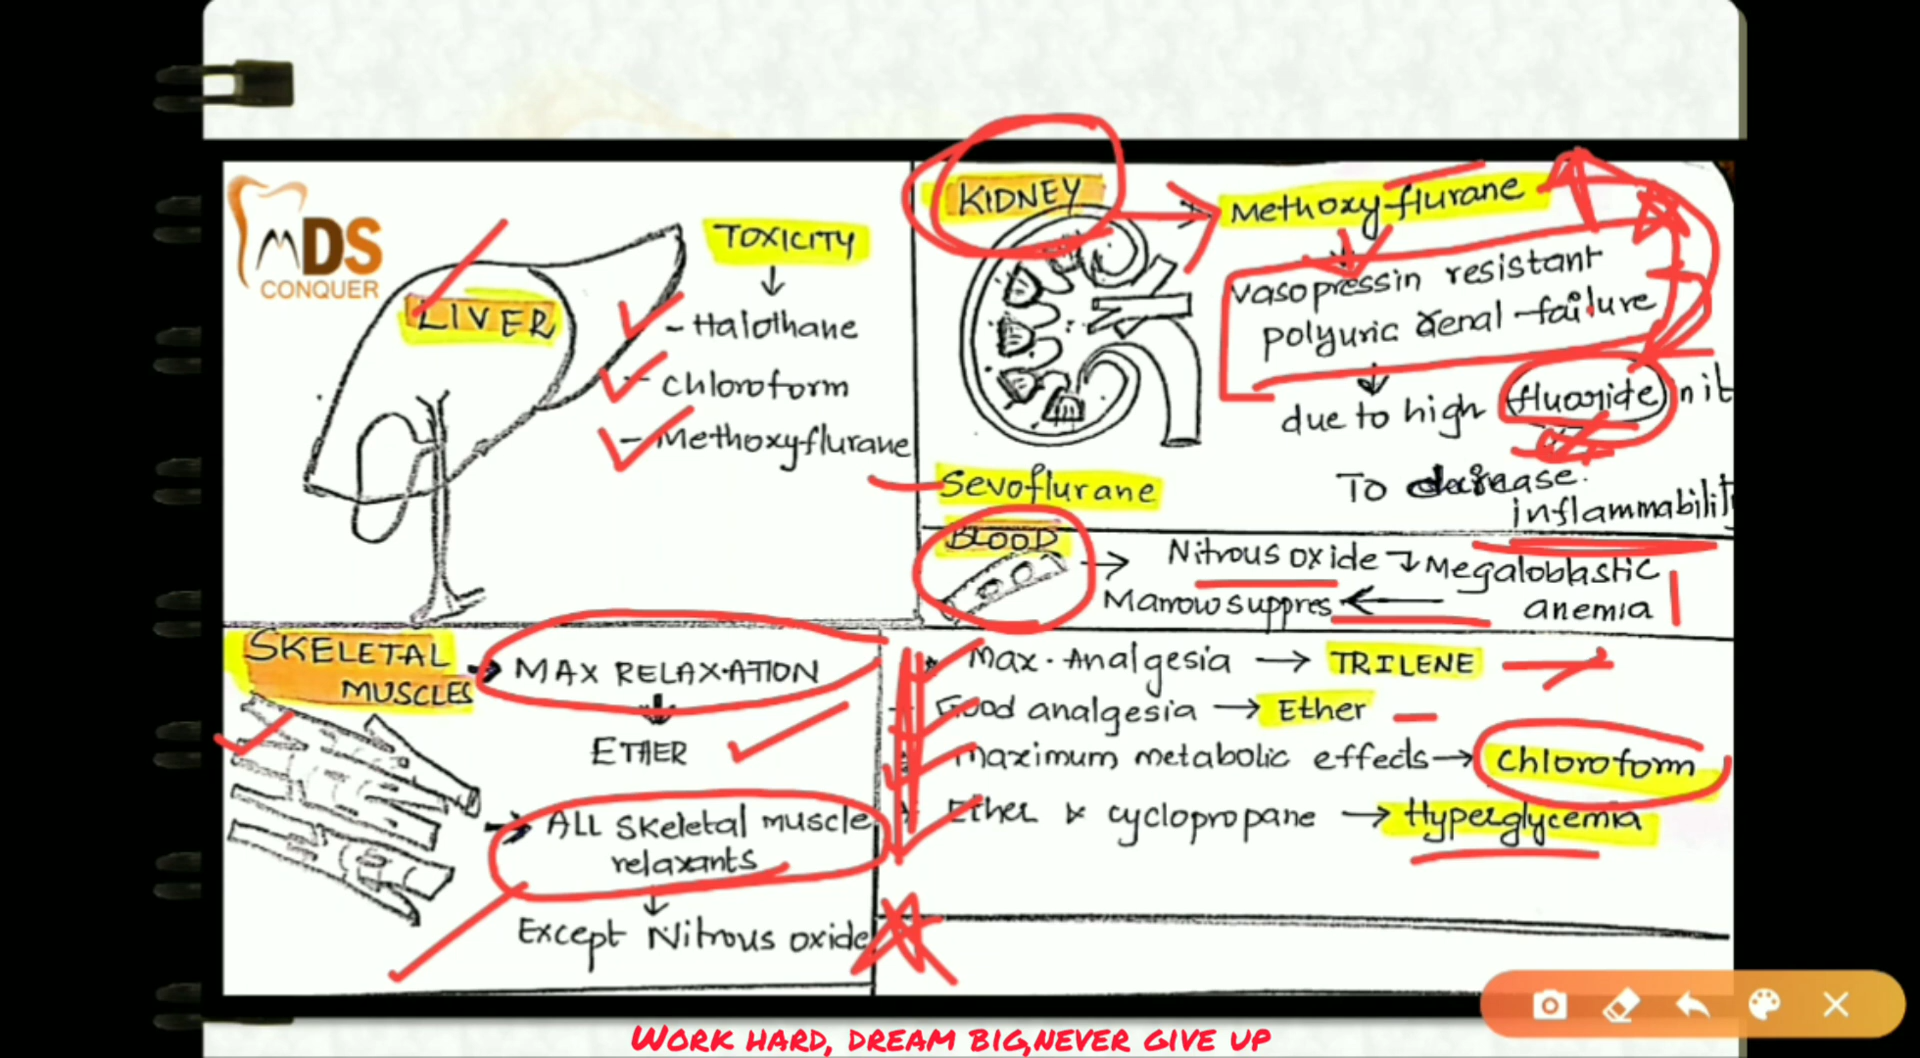 MDS
CONQUER
LIVER
TOXICITY
- Halothane
- Chloroform
- Methoxyflurane
KIDNEY
Methoxyflurane
vasopressin resistant
polyuric renal failure
due to high fluoride n it
To decrease
inflammabilit
Sevoflurane
BLOOD
Nitrous oxide
Megaloblastic
anemia
Marrow suppres
SKELETAL
MUSCLES
MAX RELAXATION
ETHER
ALL Skeletal muscle
relaxants
Except Nitrous oxide
Max. Analgesia → TRILENE
Good analgesia → Ether
Maximum metabolic effects → Chloroform
Ether & cyclopropane → Hyperglycemia
WORK HARD, DREAM BIG,NEVER GIVE UP